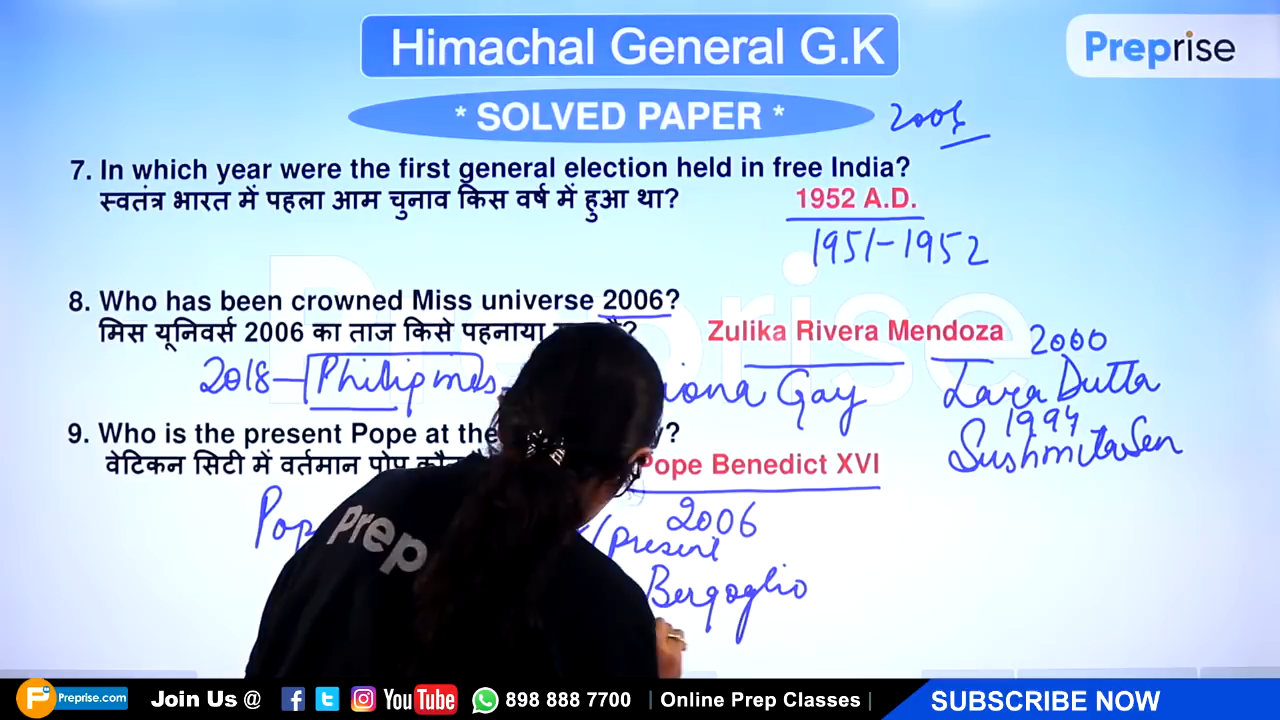 Himachal General G.K
Preprise
* SOLVED PAPER *
2006
7. In which year were the first general election held in free India?
स्वतंत्र भारत में पहला आम चुनाव किस वर्ष में हुआ था?
1952 A.D.
1951-1952
8. Who has been crowned Miss universe 2006?
मिस यूनिवर्स 2006 का ताज किसे पहनाया
Zulika Rivera Mendoza
2000
2018-Philipines
Gay
Lara Dutta
1994
Sushmita Sen
9. Who is the present Pope at the
वेटिकन सिटी में वर्तमान पोप कौन
Pope Benedict XVI
2006
Pop
/Present
Bergoglio
Prep
Preprise.com
Join Us @
You Tube
898 888 7700
Online Prep Classes
SUBSCRIBE NOW